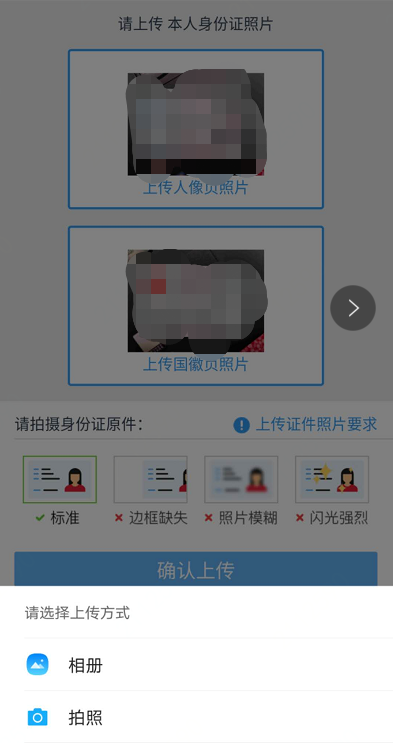 请上传 本人身份证照片
上传人像页照片
上传国徽页照片
请拍摄身份证原件：
上传证件照片要求
标准
边框缺失
照片模糊
闪光强烈
确认上传
请选择上传方式
相册
拍照